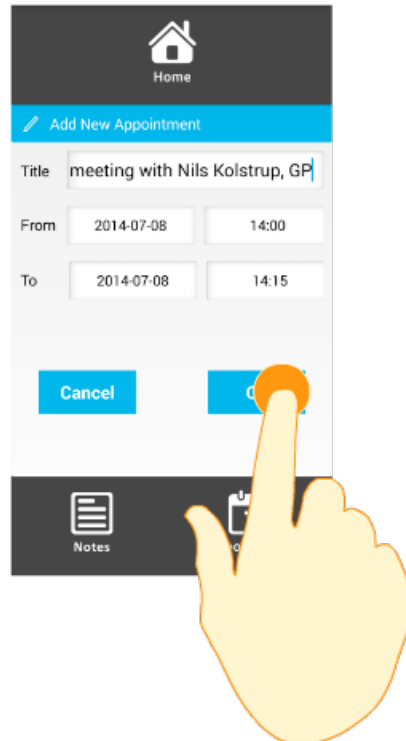 Home
Add New Appointment
Title meeting with Nils Kolstrup, GP
From 2014-07-08 14:00
To 2014-07-08 14:15
Cancel
Notes